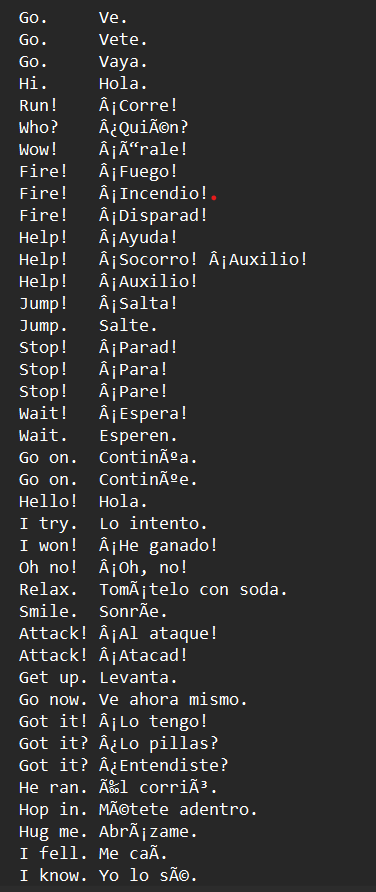 Go. Ve.
Go. Vete.
Go. Vaya.
Hi. Hola.
Run! Â¡Corre!
Who? Â¿QuiÃ©n?
Wow! Â¡Ã“rale!
Fire! Â¡Fuego!
Fire! Â¡Incendio!
Fire! Â¡Disparad!
Help! Â¡Ayuda!
Help! Â¡Socorro! Â¡Auxilio!
Help! Â¡Auxilio!
Jump! Â¡Salta!
Jump. Salte.
Stop! Â¡Parad!
Stop! Â¡Para!
Stop! Â¡Pare!
Wait! Â¡Espera!
Wait. Esperen.
Go on. ContinÃºa.
Go on. ContinÃºe.
Hello! Hola.
I try. Lo intento.
I won! Â¡He ganado!
Oh no! Â¡Oh, no!
Relax. TomÃ¡telo con soda.
Smile. SonrÃ­e.
Attack! Â¡Al ataque!
Attack! Â¡Atacad!
Get up. Levanta.
Go now. Ve ahora mismo.
Got it! Â¡Lo tengo!
Got it? Â¿Lo pillas?
Got it? Â¿Entendiste?
He ran. Ã‰l corriÃ³.
Hop in. MÃ©tete adentro.
Hug me. AbrÃ¡zame.
I fell. Me caÃ­.
I know. Yo lo sÃ©.